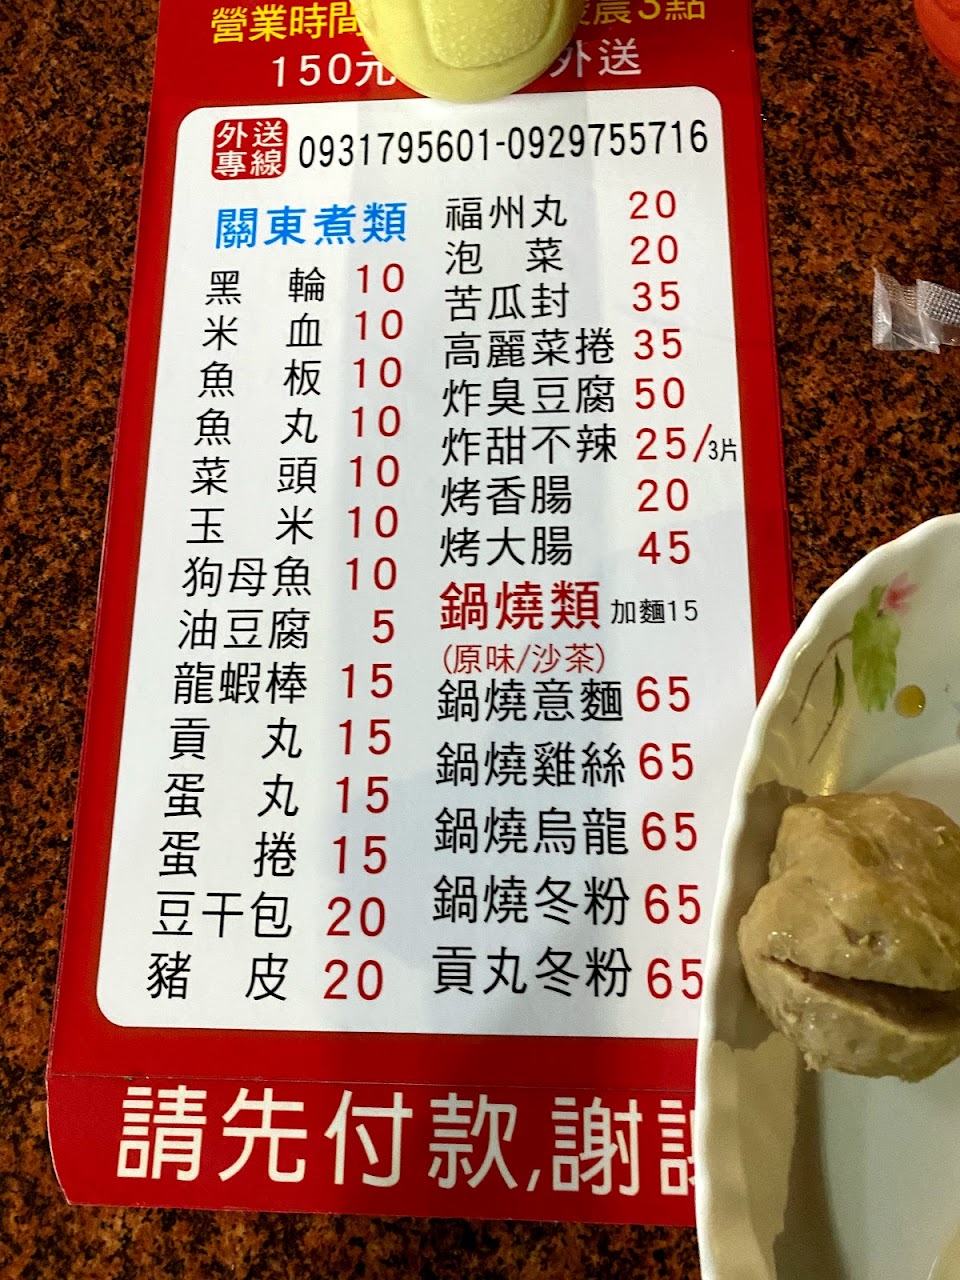 營業時間 晨3點
150元 外送
外送專線 0931795601-0929755716
關東煮類
黑輪 10
米血 10
魚板 10
魚丸 10
菜頭 10
玉米 10
狗母魚 10
油豆腐 5
龍蝦棒 15
貢丸 15
蛋丸 15
蛋捲 15
豆干包 20
豬皮 20
福州丸 20
泡菜 20
苦瓜封 35
高麗菜捲 35
炸臭豆腐 50
炸甜不辣 25/3片
烤香腸 20
烤大腸 45
鍋燒類 加麵15
(原味/沙茶)
鍋燒意麵 65
鍋燒雞絲 65
鍋燒烏龍 65
鍋燒冬粉 65
貢丸冬粉 65
請先付款,謝